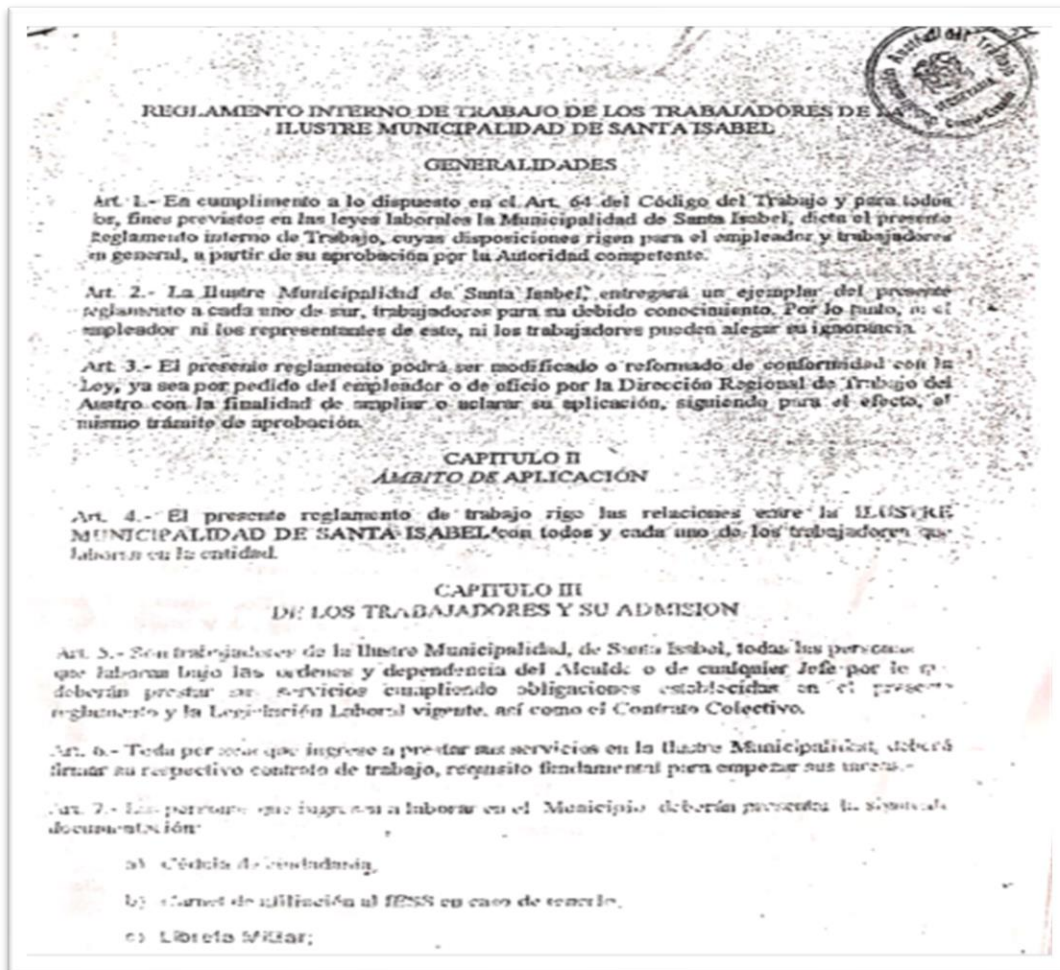 REGLAMENTO INTERNO DE TRABAJO DE LOS TRABAJADORES DE
ILUSTRE MUNICIPALIDAD DE SANTA ISABEL
GENERALIDADES
Art. 1.- En cumplimento a lo dispuesto en el Art. 64 del Código del Trabajo y para todos
los, fines previstos en las leyes laborales la Municipalidad de Santa Isabel, dicta el presente
Reglamento interno de Trabajo, cuyas disposiciones rigen para el empleador y trabajadores
en general, a partir de su aprobación por la Autoridad competente.
Art. 2.- La Ilustre Municipalidad de Santa Isabel, entregará un ejemplar del presente
reglamento a cada uno de sur, trabajadores para su debido conocimiento. Por lo tanto, ni el
empleador ni los representantes de este, ni los trabajadores pueden alegar su ignorancia.
Art. 3.- El presente reglamento podrá ser modificado o reformado de conformidad con la
Ley, ya sea por pedido del empleador o de oficio por la Dirección Regional de Trabajo del
Austro con la finalidad de ampliar o aclarar su aplicación, siguiendo para el efecto, el
mismo trámite de aprobación.
CAPITULO II
ÁMBITO DE APLICACIÓN
Art. 4.- El presente reglamento de trabajo rige las relaciones entre la ILUSTRE
MUNICIPALIDAD DE SANTA ISABEL con todos y cada uno de los trabajadores que
laboran en la entidad.
CAPITULO III
DE LOS TRABAJADORES Y SU ADMISION
Art. 5.- Son trabajadores de la Ilustre Municipalidad, de Santa Isabel, todas las personas
que laboran bajo las ordenes y dependencia del Alcalde o de cualquier Jefe por lo que
deberán prestar sus servicios cumpliendo obligaciones establecidas en el presente
reglamento y la Legislación Laboral vigente, así como el Contrato Colectivo.
Art. 6.- Toda persona que ingrese a prestar sus servicios en la Ilustre Municipalidad, deberá
firmar su respectivo contrato de trabajo, requisito fundamental para empezar sus tareas.-
Art. 7.- Las personas que ingresen a laborar en el Municipio deberán presentar la siguiente
documentación:
a) Cédula de ciudadanía,
b) Carnet de afiliación al IESS en caso de tenerlo,
c) Libreta Militar;